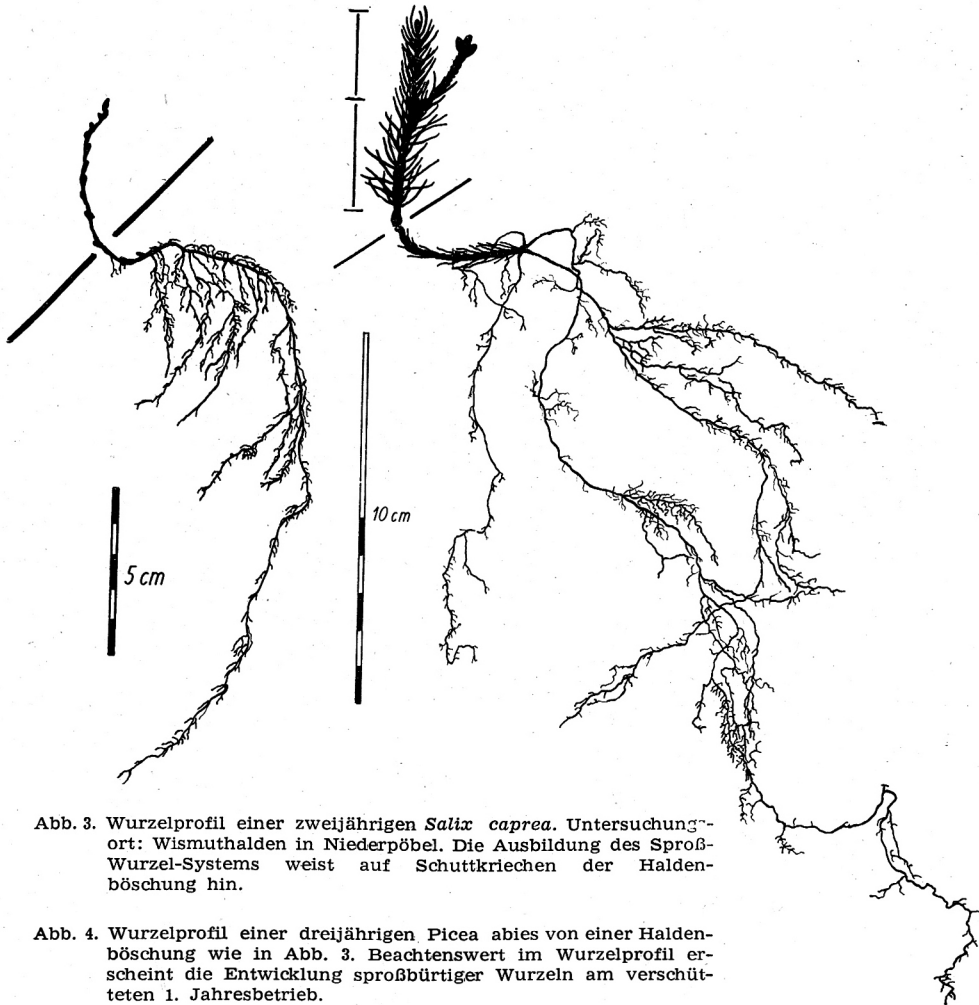 10 cm
5 cm
Abb. 3. Wurzelprofil einer zweijährigen Salix caprea. Untersuchungs-
ort: Wismuthalden in Niederpöbel. Die Ausbildung des Sproß-
Wurzel-Systems weist auf Schuttkriechen der Halden-
böschung hin.
Abb. 4. Wurzelprofil einer dreijährigen Picea abies von einer Halden-
böschung wie in Abb. 3. Beachtenswert im Wurzelprofil er-
scheint die Entwicklung sproßbürtiger Wurzeln am verschüt-
teten 1. Jahresbetrieb.